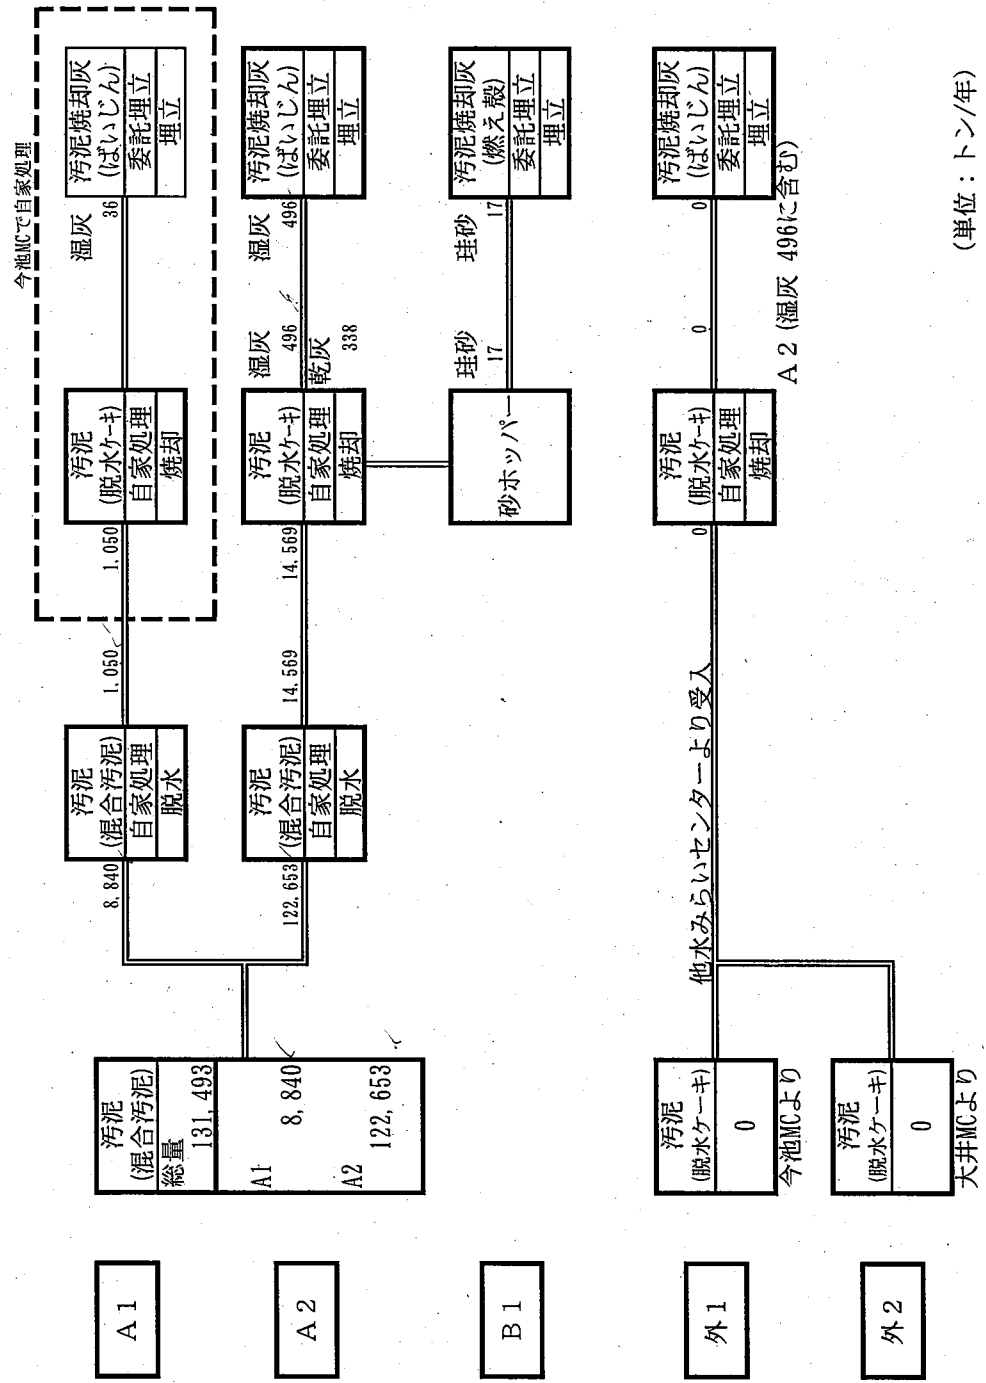 A1
A2
B1
外1
外2
汚泥
(混合汚泥)
総量
131,493
A1
8,840
A2
122,653
8,840
汚泥
(混合汚泥)
自家処理
脱水
1,050
1,050
今池MCで自家処理
汚泥
(脱水ケーキ)
自家処理
焼却
湿灰
36
汚泥焼却灰
(ばいじん)
委託埋立
埋立
122,653
汚泥
(混合汚泥)
自家処理
脱水
14,569
14,569
汚泥
(脱水ケーキ)
自家処理
焼却
湿灰
496
乾灰
338
湿灰
496
汚泥焼却灰
(ばいじん)
委託埋立
埋立
砂ホッパー
珪砂
17
珪砂
17
汚泥焼却灰
(燃え殻)
委託埋立
埋立
汚泥
(脱水ケーキ)
0
今池MCより
他水みらいセンターより受入
0
汚泥
(脱水ケーキ)
自家処理
焼却
0
0
汚泥焼却灰
(ばいじん)
委託埋立
埋立
A2(湿灰 496に含む)
汚泥
(脱水ケーキ)
0
大井MCより
(単位:トン/年)